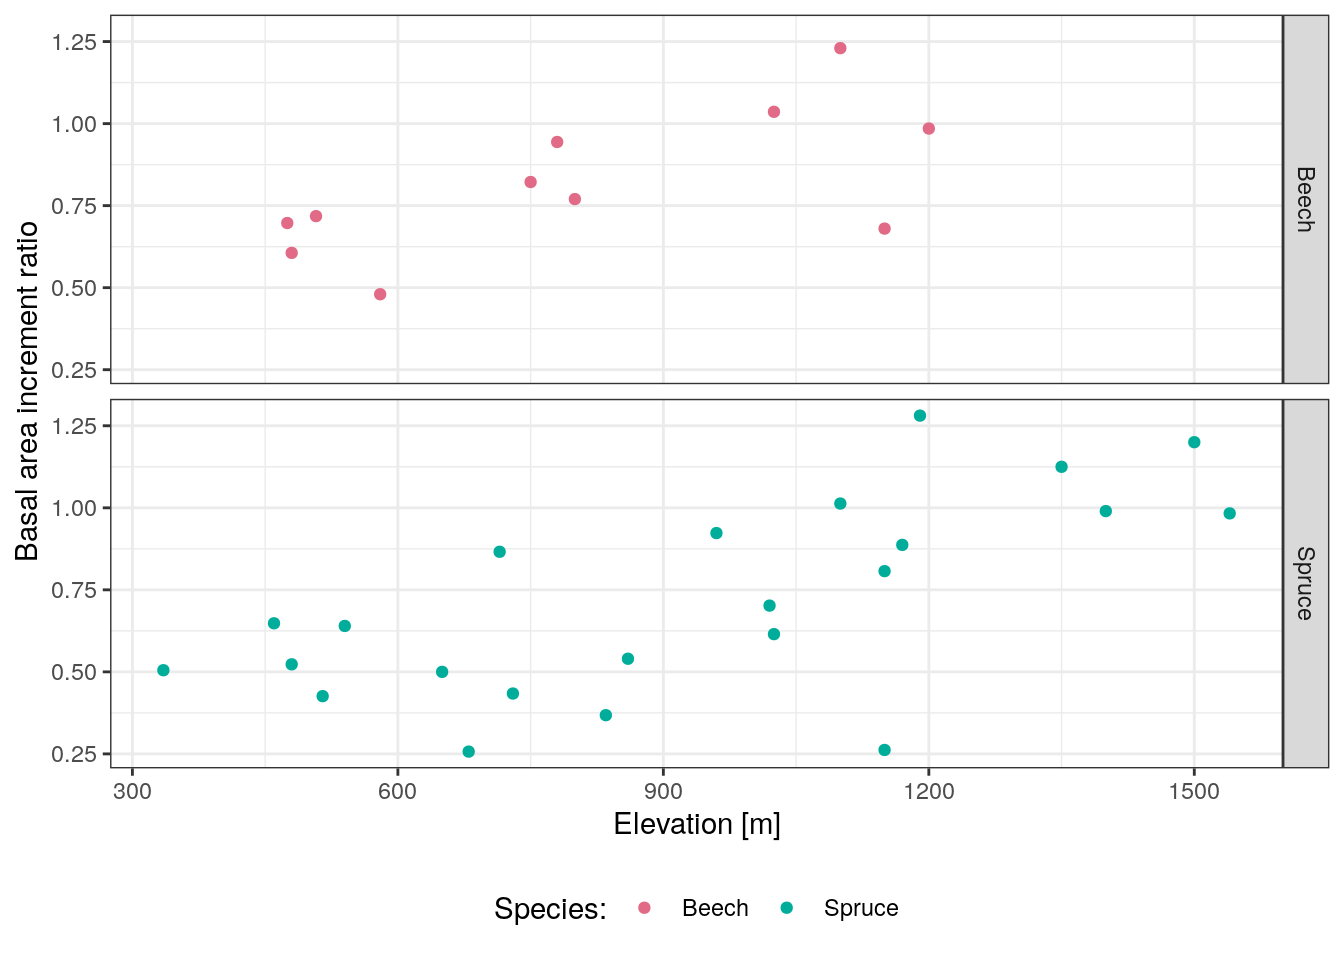 Basal area increment ratio
1.25
1.00
0.75
0.50
0.25
Beech
1.25
1.00
0.75
0.50
0.25
Spruce
300 600 900 1200 1500
Elevation [m]
Species: Beech Spruce